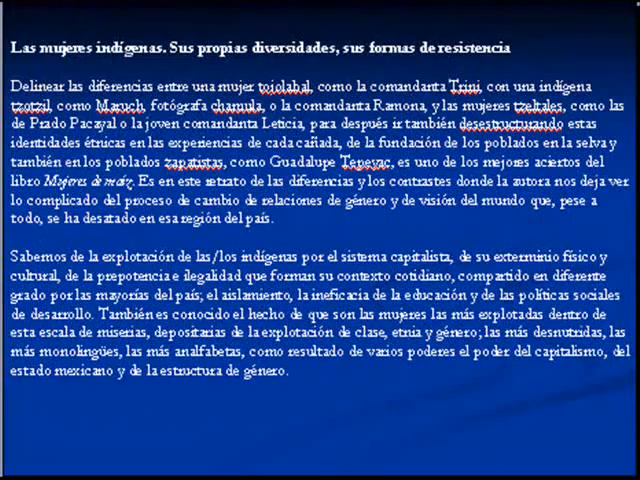 Las mujeres indígenas. Sus propias diversidades, sus formas de resistencia
Delinear las diferencias entre una mujer tojolabal, como la comandanta Trini, con una indígena
tzotzil, como Maruch, fotógrafa chamula, o la comandanta Ramona, y las mujeres tzeltales, como las
de Prado Pacayal o la joven comandanta Leticia, para después ir también desestructurando estas
identidades étnicas en las experiencias de cada cañada, de la fundación de los poblados en la selva y
también en los poblados zapatistas, como Guadalupe Tepeyac, es uno de los mejores aciertos del
libro Mujeres de maíz. Es en este retrato de las diferencias y los contrastes donde la autora nos deja ver
lo complicado del proceso de cambio de relaciones de género y de visión del mundo que, pese a
todo, se ha desatado en esa región del país.
Sabemos de la explotación de las/los indígenas por el sistema capitalista, de su exterminio físico y
cultural, de la prepotencia e ilegalidad que forman su contexto cotidiano, compartido en diferente
grado por las mayorías del país; el aislamiento, la ineficacia de la educación y de las políticas sociales
de desarrollo. También es conocido el hecho de que son las mujeres las más explotadas dentro de
esta escala de miserias, depositarias de la explotación de clase, etnia y género; las más desnutridas, las
más monolingües, las más analfabetas, como resultado de varios poderes el poder del capitalismo, del
estado mexicano y de la estructura de género.